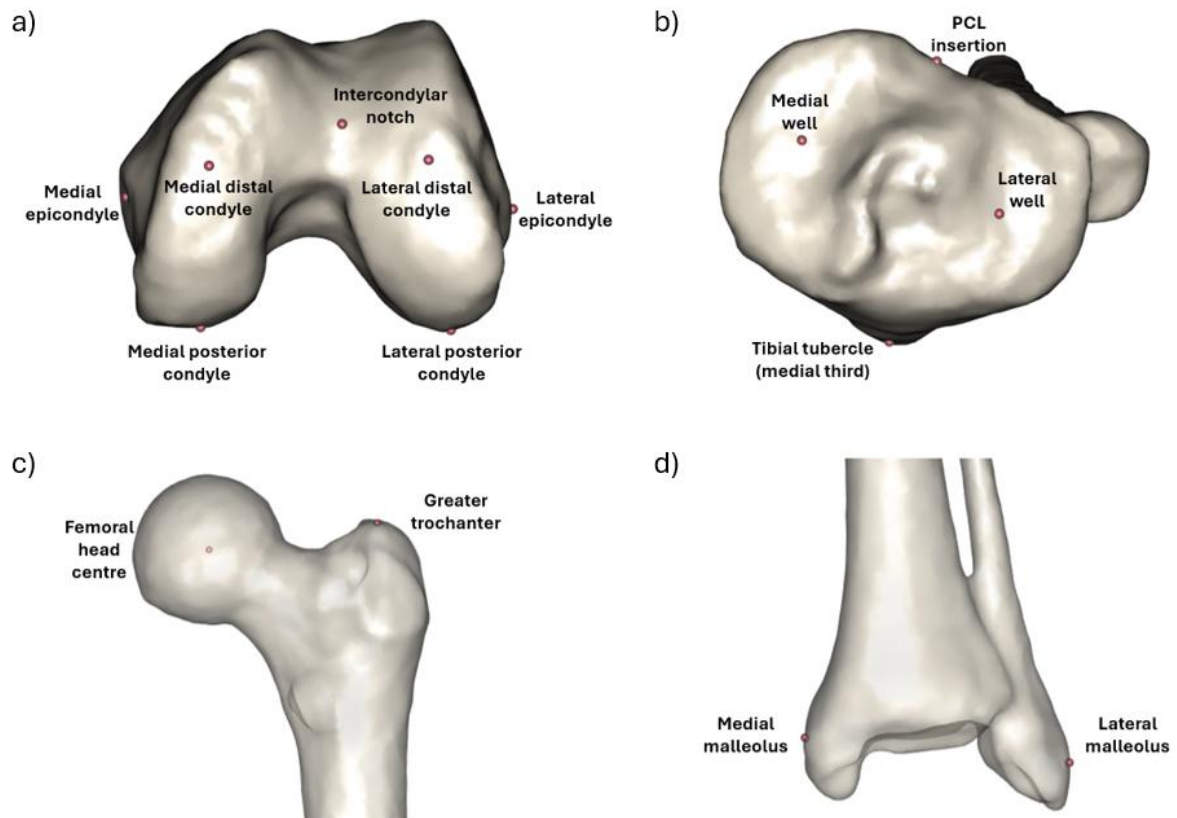 a)
Intercondylar
notch
Medial distal
condyle
Lateral distal
condyle
Medial
epicondyle
Lateral
epicondyle
Medial posterior
condyle
Lateral posterior
condyle
b)
PCL
insertion
Medial
well
Lateral
well
Tibial tubercle
(medial third)
c)
Femoral
head
centre
Greater
trochanter
d)
Medial
malleolus
Lateral
malleolus